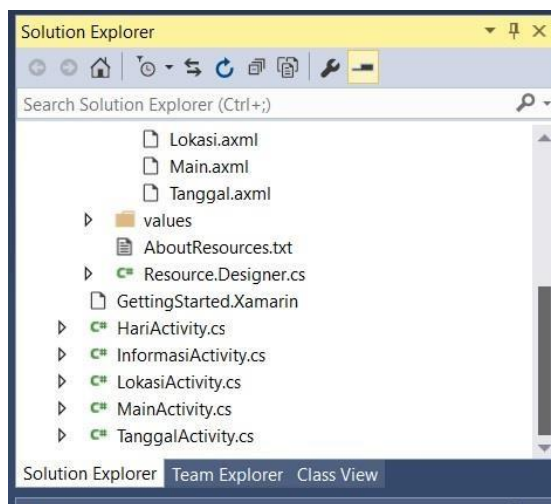 Solution Explorer
Search Solution Explorer (Ctrl+;)
Lokasi.axml
Main.axml
Tanggal.axml
values
AboutResources.txt
C# Resource.Designer.cs
GettingStarted.Xamarin
C# HariActivity.cs
C# InformasiActivity.cs
C# LokasiActivity.cs
C# MainActivity.cs
C# TanggalActivity.cs
Solution Explorer Team Explorer Class View